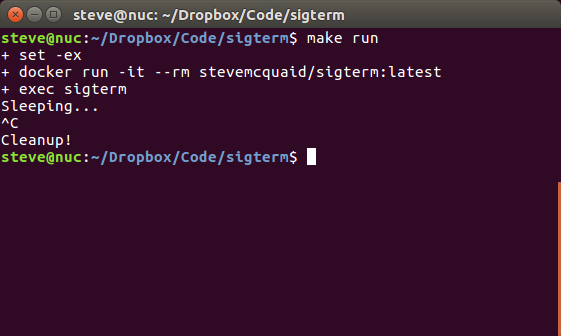 steve@nuc: ~/Dropbox/Code/sigterm
steve@nuc:~/Dropbox/Code/sigterm$ make run
+ set -ex
+ docker run -it --rm stevemcquaid/sigterm:latest
+ exec sigterm
Sleeping...
^C
Cleanup!
steve@nuc:~/Dropbox/Code/sigterm$